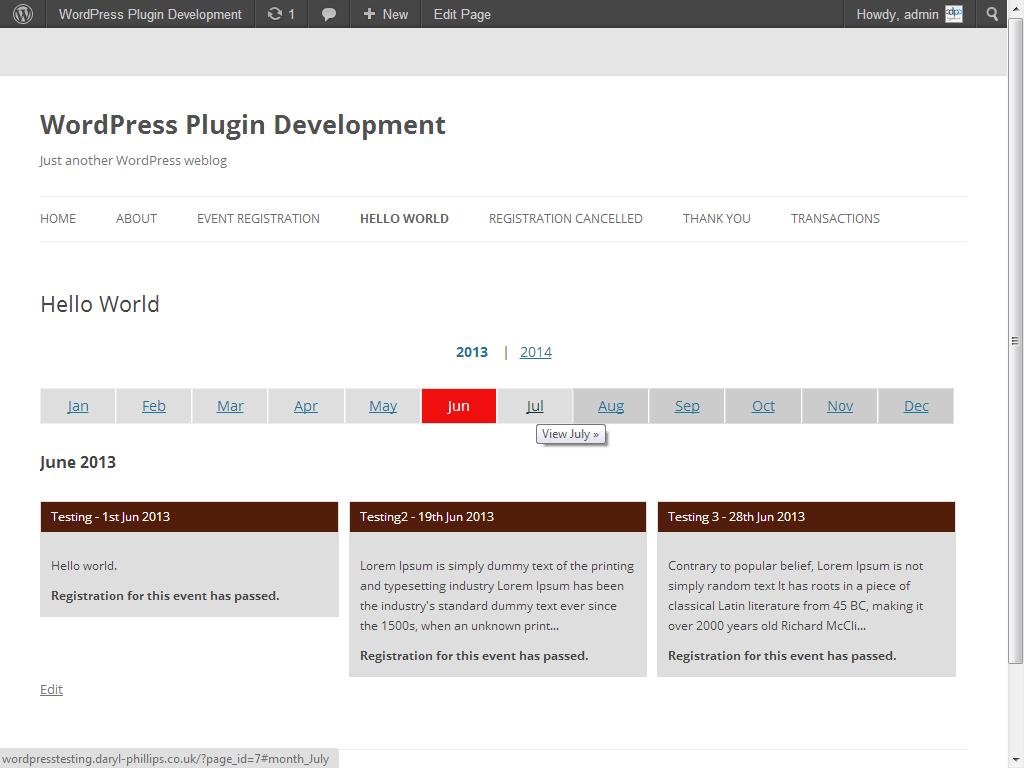 WordPress Plugin Development 1 New Edit Page Howdy, admin
WordPress Plugin Development
Just another WordPress weblog
HOME ABOUT EVENT REGISTRATION HELLO WORLD REGISTRATION CANCELLED THANK YOU TRANSACTIONS
Hello World
2013 | 2014
Jan Feb Mar Apr May Jun Jul Aug Sep Oct Nov Dec
View July »
June 2013
Testing - 1st Jun 2013
Hello world.
Registration for this event has passed.
Testing2 - 19th Jun 2013
Lorem Ipsum is simply dummy text of the printing
and typesetting industry Lorem Ipsum has been
the industry's standard dummy text ever since
the 1500s, when an unknown print...
Registration for this event has passed.
Testing 3 - 28th Jun 2013
Contrary to popular belief, Lorem Ipsum is not
simply random text It has roots in a piece of
classical Latin literature from 45 BC, making it
over 2000 years old Richard McCli...
Registration for this event has passed.
Edit
wordpresstesting.daryl-phillips.co.uk/?page_id=7#month_July